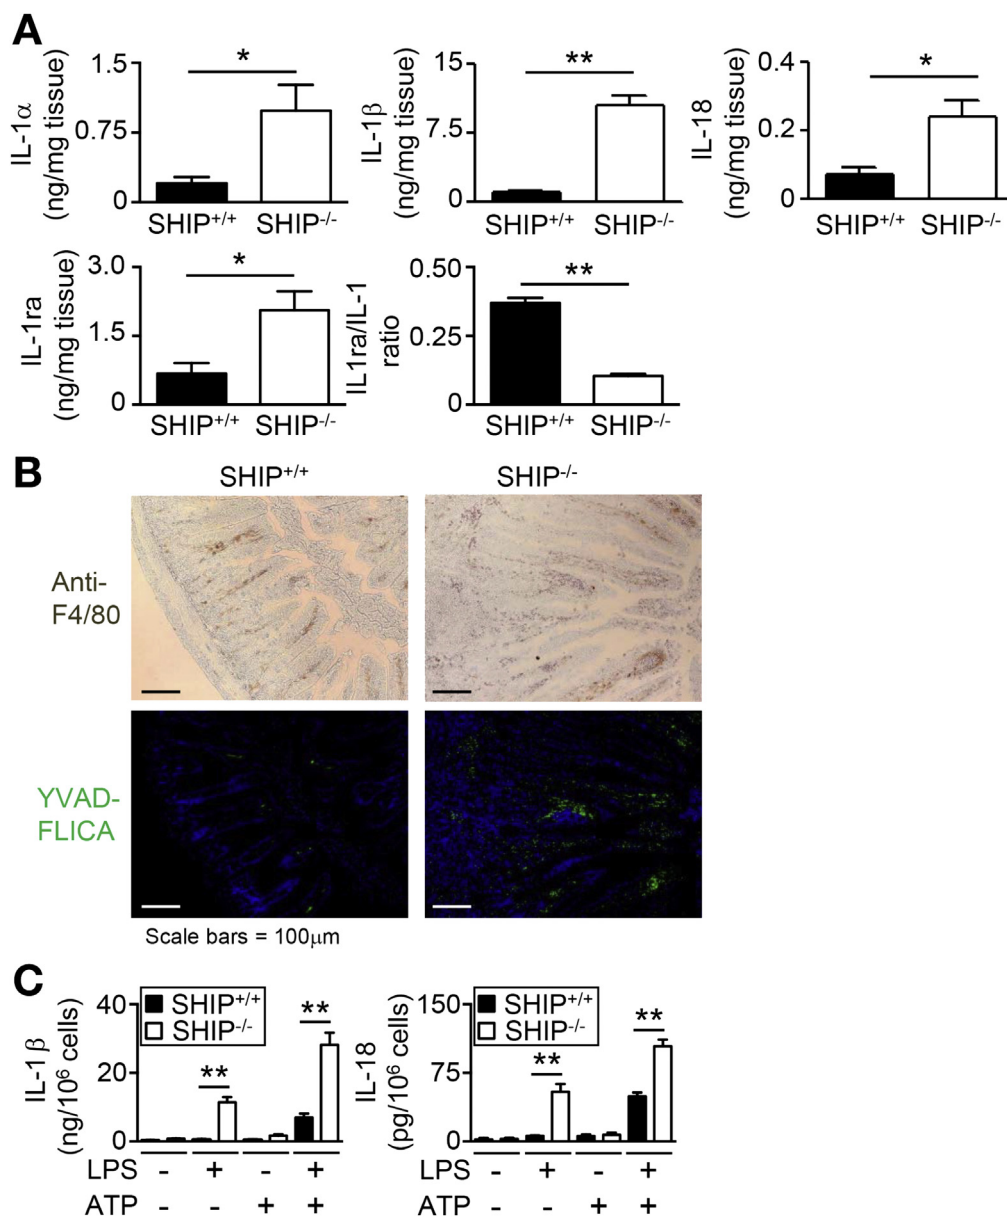 A
IL-1α
(ng/mg tissue)
1.5
0.75
0
*
SHIP+/+ SHIP-/-
IL-1β
(ng/mg tissue)
15
7.5
0
**
SHIP+/+ SHIP-/-
IL-18
(ng/mg tissue)
0.4
0.2
0
*
SHIP+/+ SHIP-/-
IL-1ra
(ng/mg tissue)
3.0
1.5
0
*
SHIP+/+ SHIP-/-
IL1ra/IL-1
ratio
0.50
0.25
0
**
SHIP+/+ SHIP-/-
B
SHIP+/+ SHIP-/-
Anti-
F4/80
YVAD-
FLICA
Scale bars = 100μm
C
IL-1β
(ng/10⁶ cells)
40
20
0
SHIP+/+
SHIP-/-
** **
LPS - + - +
ATP - - + +
IL-18
(pg/10⁶ cells)
150
75
0
SHIP+/+
SHIP-/-
** **
- + - +
- - + +